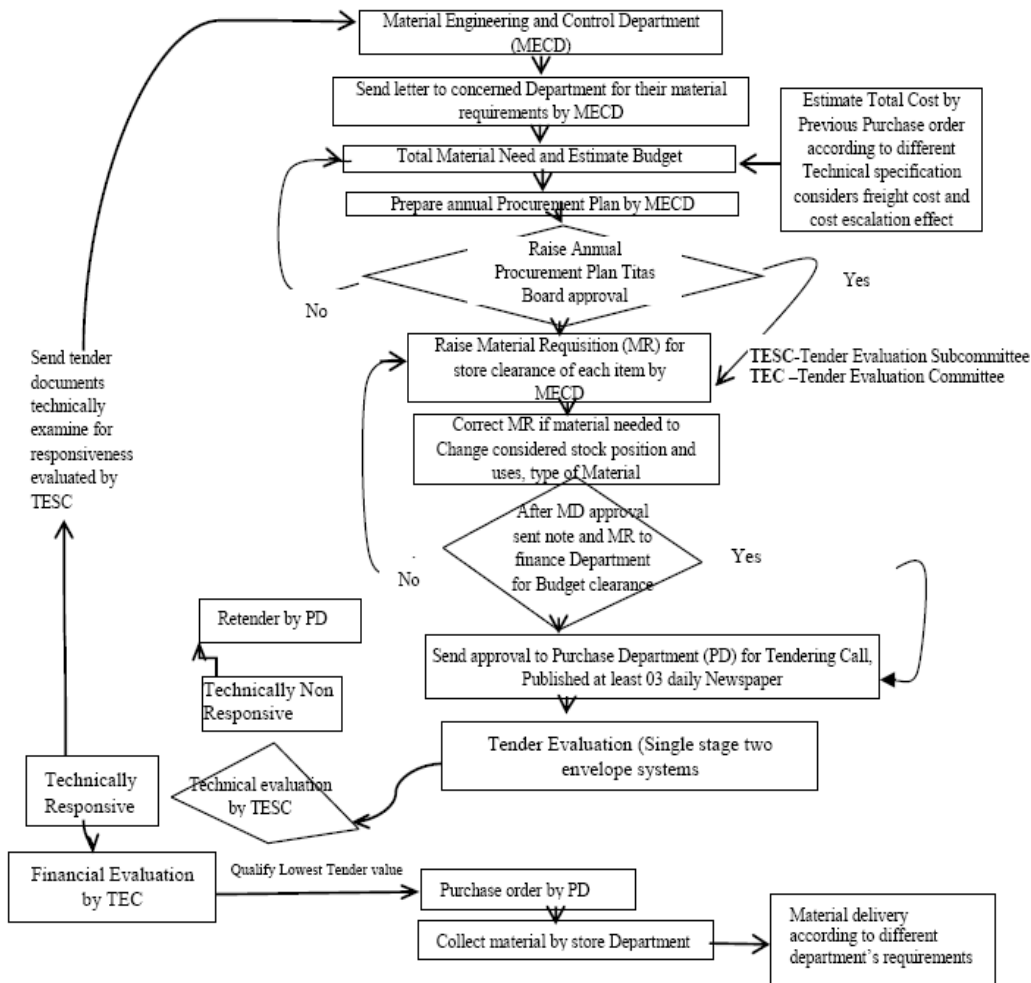 Material Engineering and Control Department
(MECD)
Send letter to concerned Department for their material
requirements by MECD
Estimate Total Cost by
Previous Purchase order
according to different
Technical specification
considers freight cost and
cost escalation effect
Total Material Need and Estimate Budget
Prepare annual Procurement Plan by MECD
Raise Annual
Procurement Plan Titas
Board approval
No
Yes
Raise Material Requisition (MR) for
store clearance of each item by
MECD
TESC-Tender Evaluation Subcommittee
TEC –Tender Evaluation Committee
Send tender
documents
technically
examine for
responsiveness
evaluated by
TESC
Correct MR if material needed to
Change considered stock position and
uses, type of Material
After MD approval
sent note and MR to
finance Department
for Budget clearance
No
Yes
Retender by PD
Send approval to Purchase Department (PD) for Tendering Call,
Published at least 03 daily Newspaper
Technically Non
Responsive
Tender Evaluation (Single stage two
envelope systems
Technical evaluation
by TESC
Technically
Responsive
Financial Evaluation
by TEC
Qualify Lowest Tender value
Purchase order by PD
Collect material by store Department
Material delivery
according to different
department’s requirements